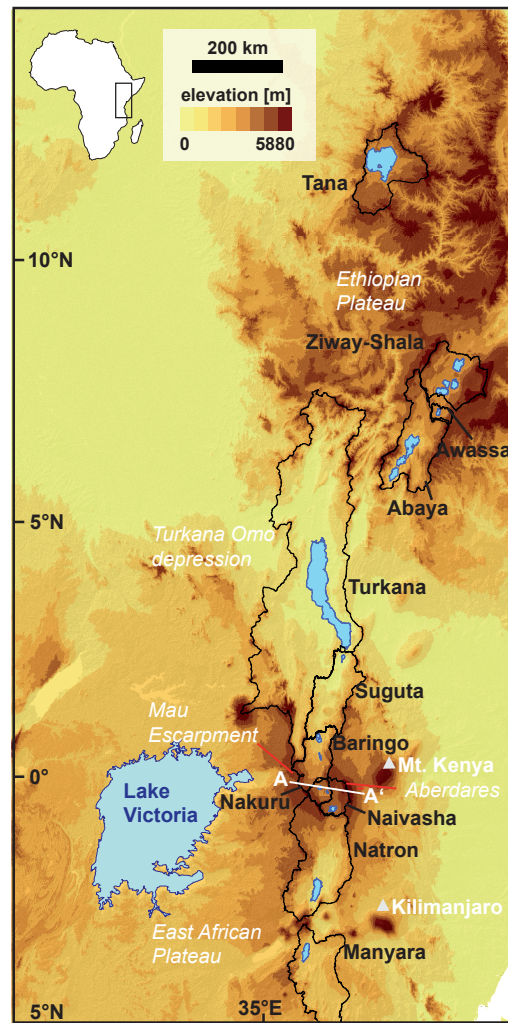 200 km
elevation [m]
0 5880
Tana
10°N
Ethiopian
Plateau
Ziway-Shala
Awassa
Abaya
5°N
Turkana Omo
depression
Turkana
Suguta
Mau
Escarpment
Baringo
Mt. Kenya
0°
A
A‘
Aberdares
Lake
Victoria
Nakuru
Naivasha
Natron
Kilimanjaro
East African
Plateau
Manyara
5°N
35°E